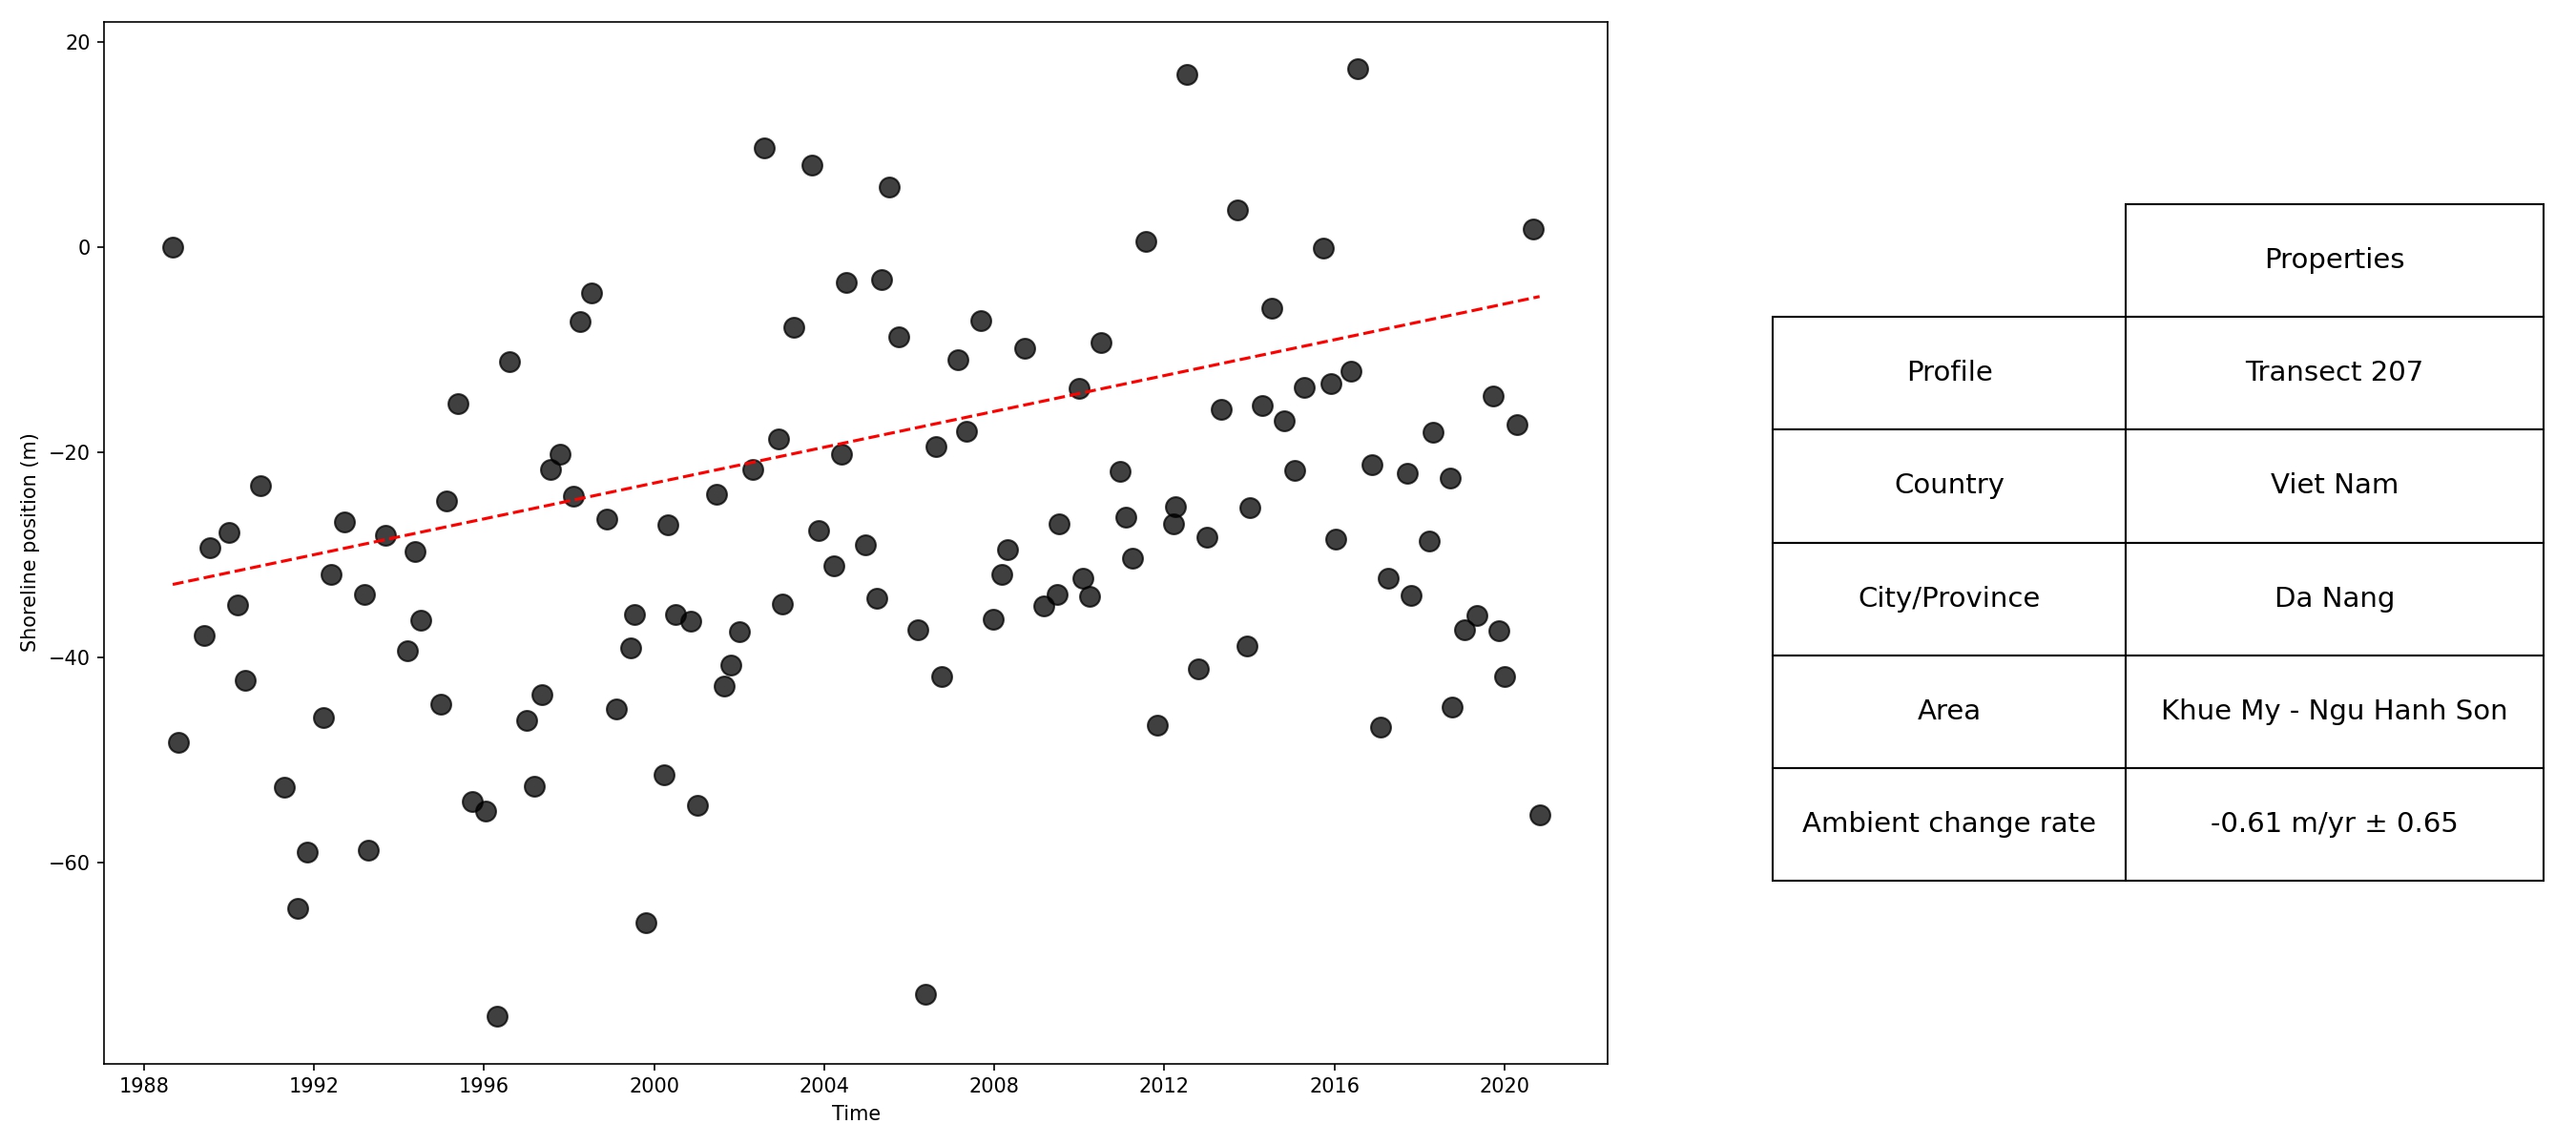 20
0
−20
−40
−60
Shoreline position (m)
1988 1992 1996 2000 2004 2008 2012 2016 2020
Time
Properties
Profile Transect 207
Country Viet Nam
City/Province Da Nang
Area Khue My - Ngu Hanh Son
Ambient change rate -0.61 m/yr ± 0.65